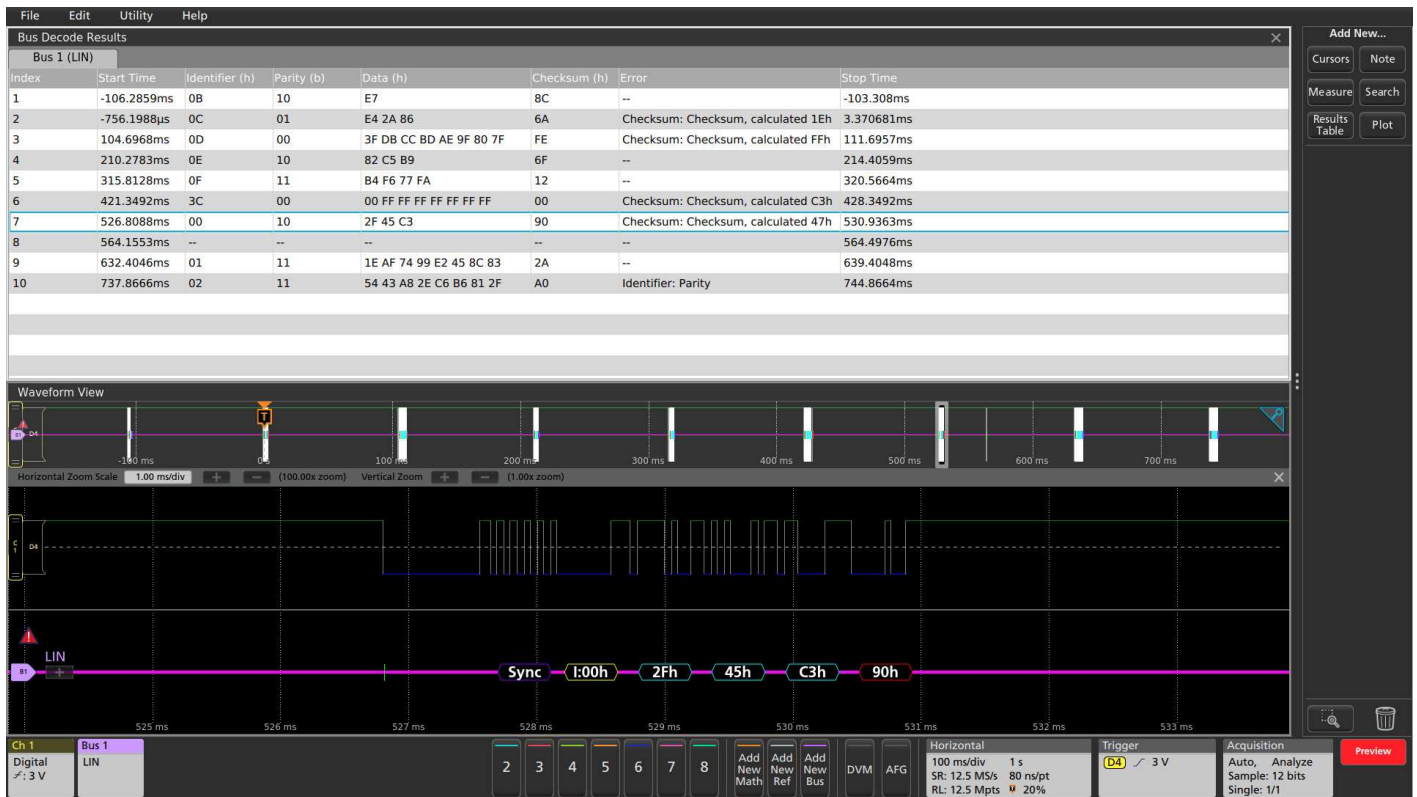 File Edit Utility Help
Bus Decode Results
Bus 1 (LIN)
Index Start Time Identifier (h) Parity (b) Data (h) Checksum (h) Error Stop Time
1 -106.2859ms 0B 10 E7 8C -- -103.308ms
2 -756.1988µs 0C 01 E4 2A 86 6A Checksum: Checksum, calculated 1Eh 3.370681ms
3 104.6968ms 0D 00 3F DB CC BD AE 9F 80 7F FE Checksum: Checksum, calculated FFh 111.6957ms
4 210.2783ms 0E 10 82 C5 B9 6F -- 214.4059ms
5 315.8128ms 0F 11 B4 F6 77 FA 12 -- 320.5664ms
6 421.3492ms 3C 00 00 FF FF FF FF FF FF FF 00 Checksum: Checksum, calculated C3h 428.3492ms
7 526.8088ms 00 10 2F 45 C3 90 Checksum: Checksum, calculated 47h 530.9363ms
8 564.1553ms -- -- -- -- -- 564.4976ms
9 632.4046ms 01 11 1E AF 74 99 E2 45 8C 83 2A -- 639.4048ms
10 737.8666ms 02 11 54 43 A8 2E C6 B6 81 2F A0 Identifier: Parity 744.8664ms
Add New...
Cursors Note
Measure Search
Results Table Plot
Waveform View
T
B1 D4
-100 ms 0 s 100 ms 200 ms 300 ms 400 ms 500 ms 600 ms 700 ms
Horizontal Zoom Scale 1.00 ms/div + − (100.00x zoom) Vertical Zoom + − (1.00x zoom)
C1 D4
LIN
B1 + Sync I:00h 2Fh 45h C3h 90h
525 ms 526 ms 527 ms 528 ms 529 ms 530 ms 531 ms 532 ms 533 ms
Ch 1
Digital
: 3 V
Bus 1
LIN
2 3 4 5 6 7 8
Add New Math
Add New Ref
Add New Bus
DVM AFG
Horizontal
100 ms/div 1 s
SR: 12.5 MS/s 80 ns/pt
RL: 12.5 Mpts 20%
Trigger
D4 3 V
Acquisition
Auto, Analyze
Sample: 12 bits
Single: 1/1
Preview